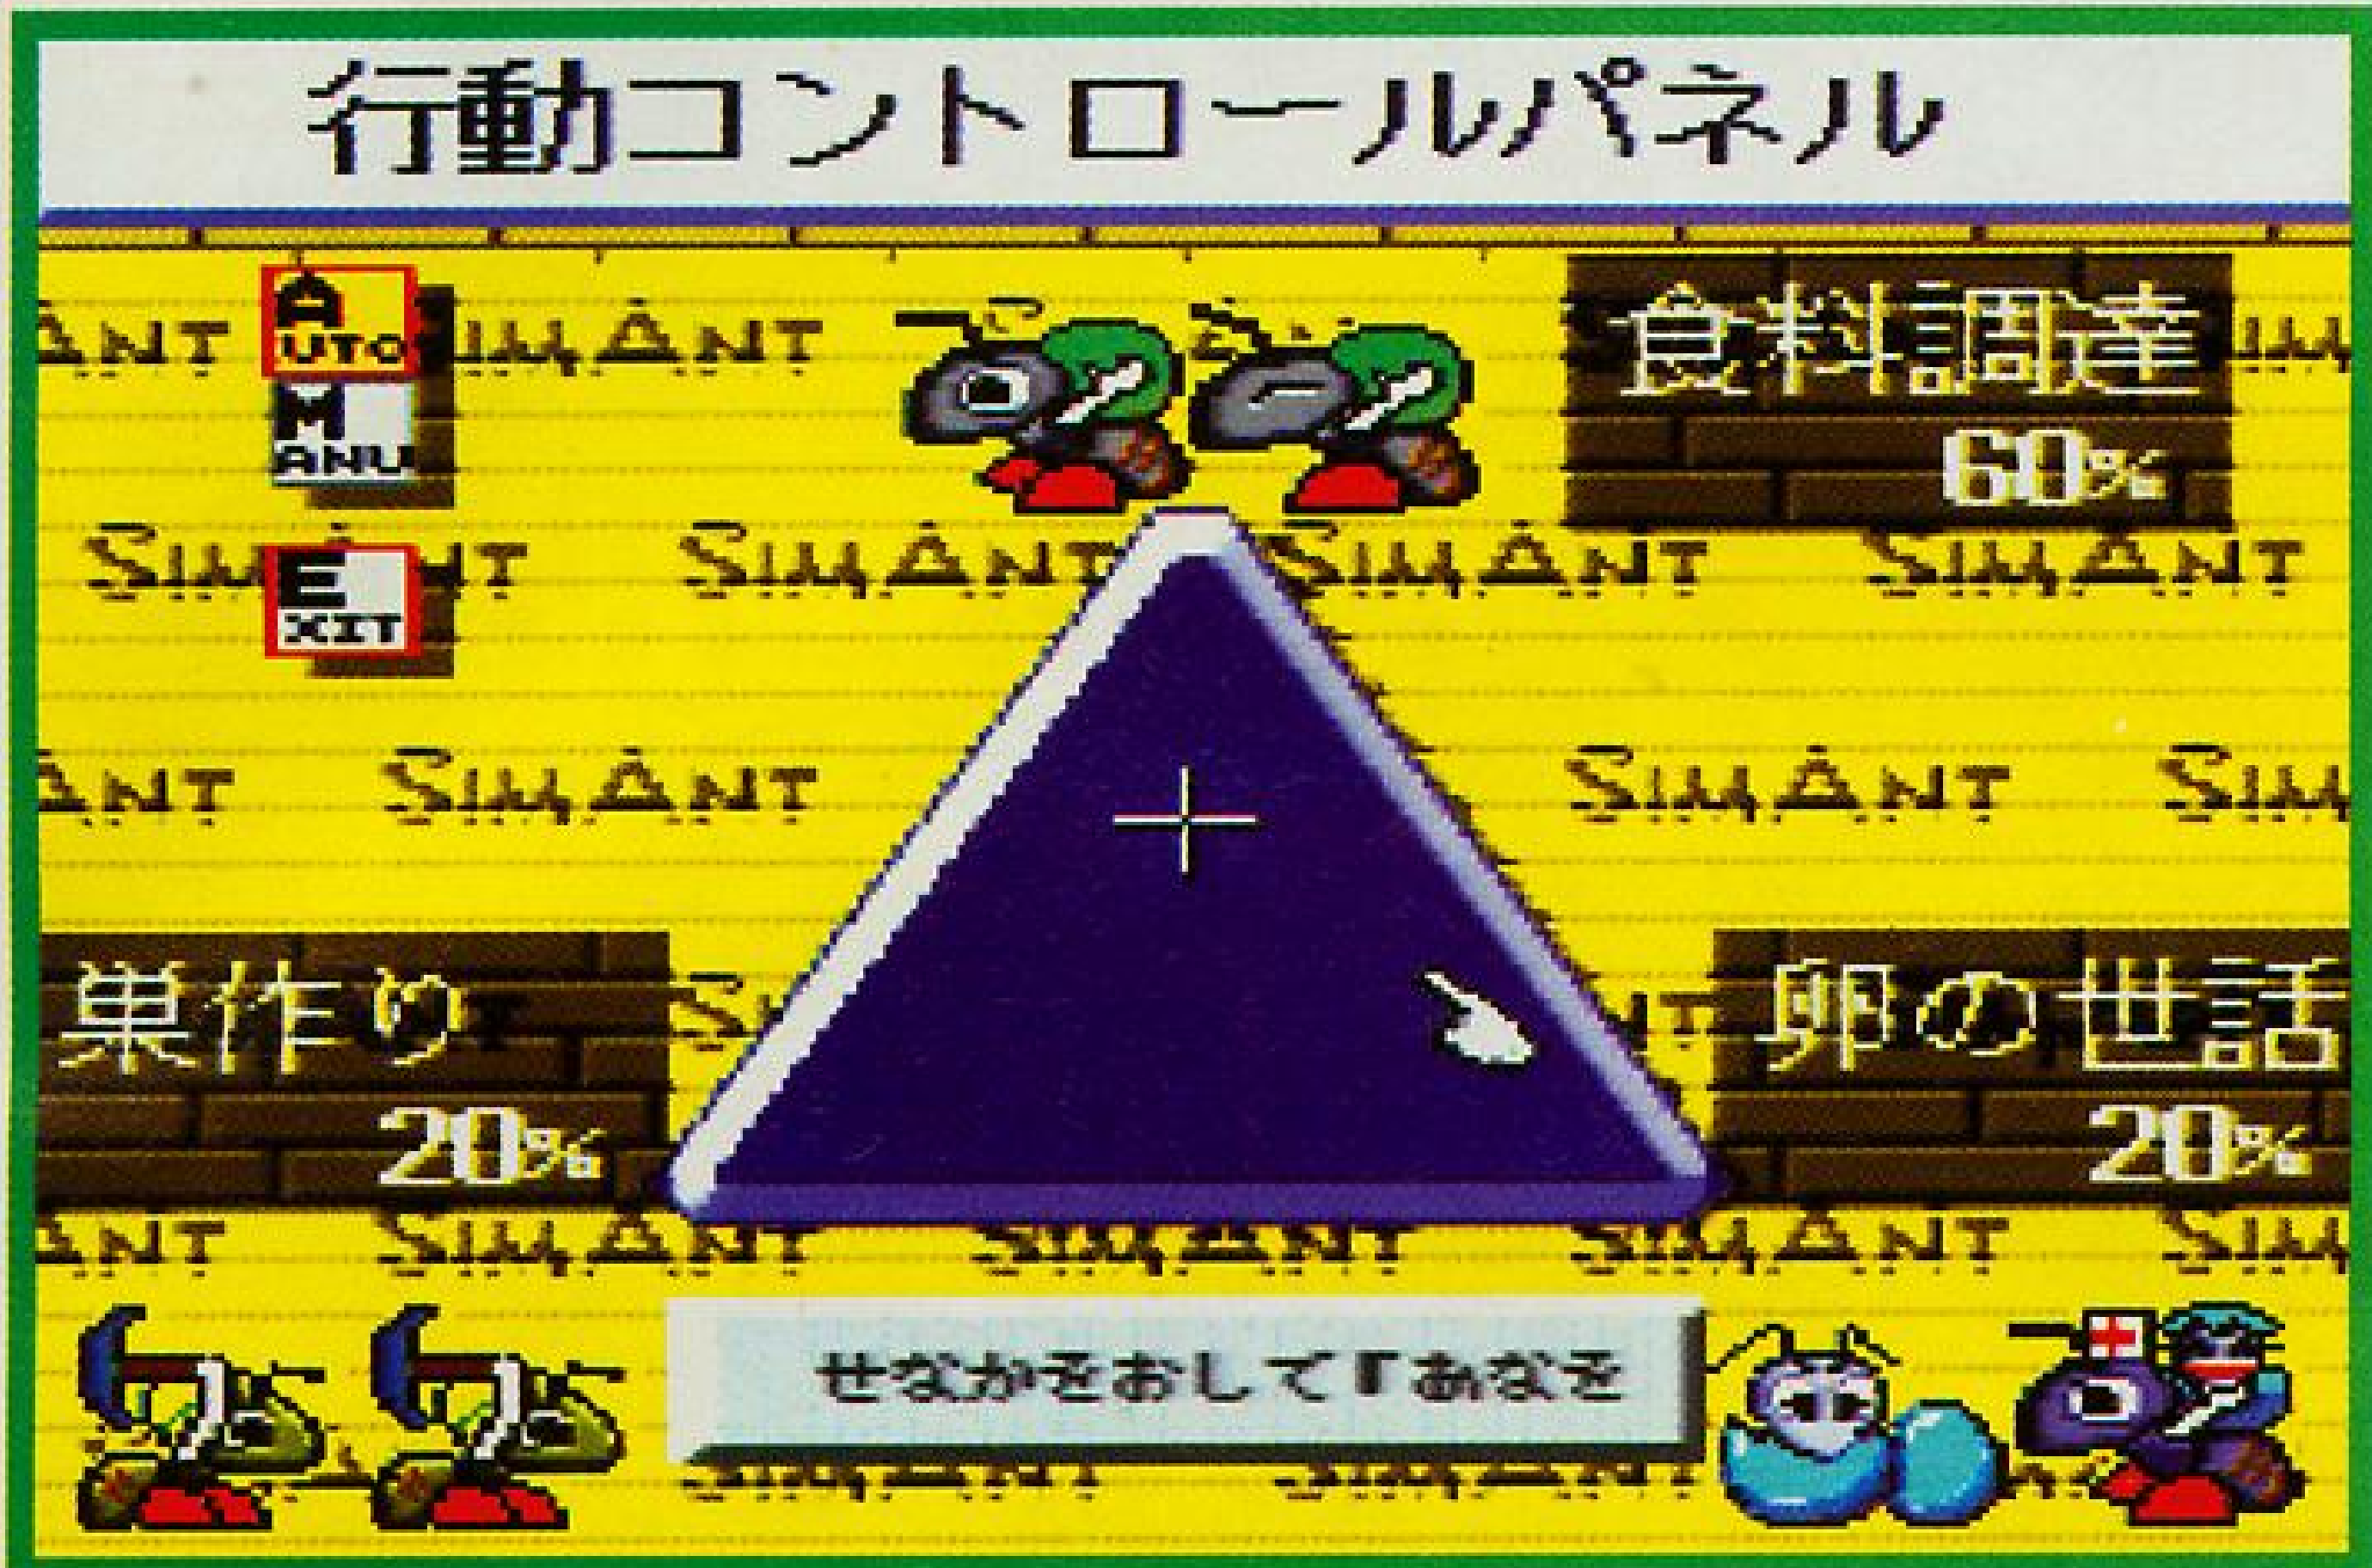 行動コントロールパネル
AUTO
MANU
EXIT
食料調達
60%
SIMANT
巣作り
20%
卵の世話
20%
せなかをおして『あなを